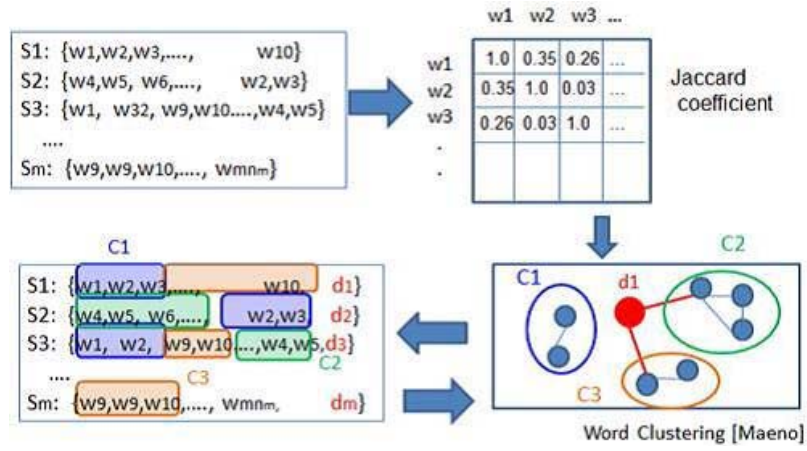 S1: {w1,w2,w3,...., w10}
S2: {w4,w5, w6,...., w2,w3}
S3: {w1, w32, w9,w10....,w4,w5}
....
Sm: {w9,w9,w10,...., wmnm}
w1 w2 w3 ...
w1 1.0 0.35 0.26 ...
w2 0.35 1.0 0.03 ...
w3 0.26 0.03 1.0 ...
.
.
Jaccard
coefficient
C1
S1: {w1,w2,w3,...., w10, d1}
S2: {w4,w5, w6,...., w2,w3 d2}
S3: {w1, w2, w9,w10....,w4,w5,d3}
....
C3
C2
Sm: {w9,w9,w10,...., wmnm, dm}
C2
C1
d1
C3
Word Clustering [Maeno]